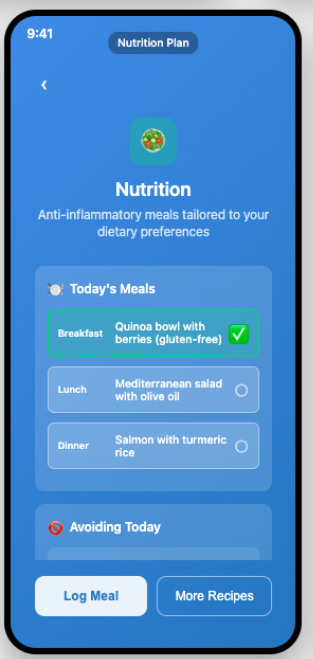 9:41
Nutrition Plan
‹
Nutrition
Anti-inflammatory meals tailored to your
dietary preferences
Today's Meals
Breakfast
Quinoa bowl with
berries (gluten-free)
Lunch
Mediterranean salad
with olive oil
Dinner
Salmon with turmeric
rice
Avoiding Today
Log Meal
More Recipes